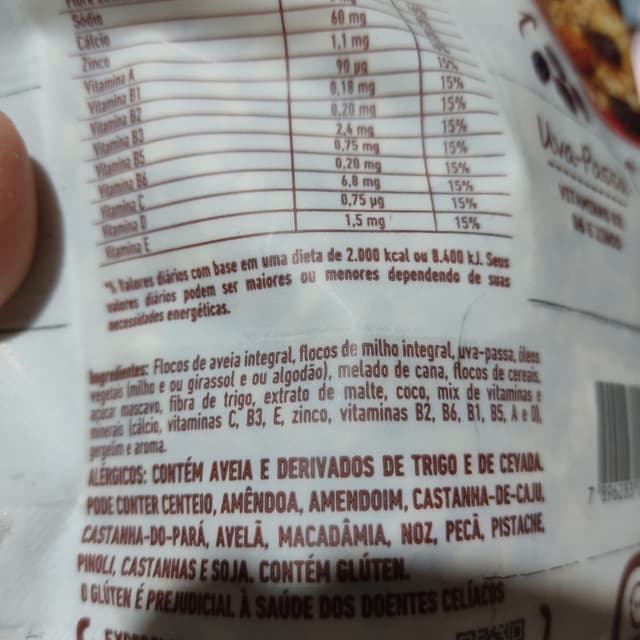 Sódio
Cálcio 60 mg
Zinco 1,1 mg
Vitamina A 90 µg 15%
Vitamina B1 0,18 mg 15%
Vitamina B2 0,20 mg 15%
Vitamina B3 2,4 mg 15%
Vitamina B5 0,75 mg 15%
Vitamina B6 0,20 mg 15%
Vitamina C 6,8 mg 15%
Vitamina D 0,75 µg 15%
Vitamina E 1,5 mg 15%
*% Valores diários com base em uma dieta de 2.000 kcal ou 8.400 kJ. Seus
valores diários podem ser maiores ou menores dependendo de suas
necessidades energéticas.
Ingredientes: Flocos de aveia integral, flocos de milho integral, uva-passa, óleos
vegetais (milho e ou girassol e ou algodão), melado de cana, flocos de cereais,
açúcar mascavo, fibra de trigo, extrato de malte, coco, mix de vitaminas e
minerais (cálcio, vitaminas C, B3, E, zinco, vitaminas B2, B6, B1, B5, A e D),
gergelim e aroma.
ALÉRGICOS: CONTÉM AVEIA E DERIVADOS DE TRIGO E DE CEVADA.
PODE CONTER CENTEIO, AMÊNDOA, AMENDOIM, CASTANHA-DE-CAJU,
CASTANHA-DO-PARÁ, AVELÃ, MACADÂMIA, NOZ, PECÃ, PISTACHE,
PINOLI, CASTANHAS E SOJA. CONTÉM GLÚTEN.
O GLÚTEN É PREJUDICIAL À SAÚDE DOS DOENTES CELÍACOS
Uva-Passa